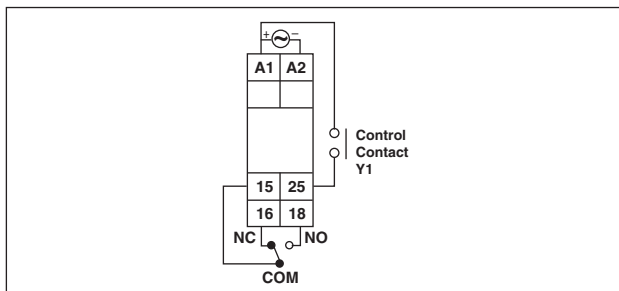 + ~ −
A1 A2
Control
Contact
Y1
15 25
16 18
NC NO
COM